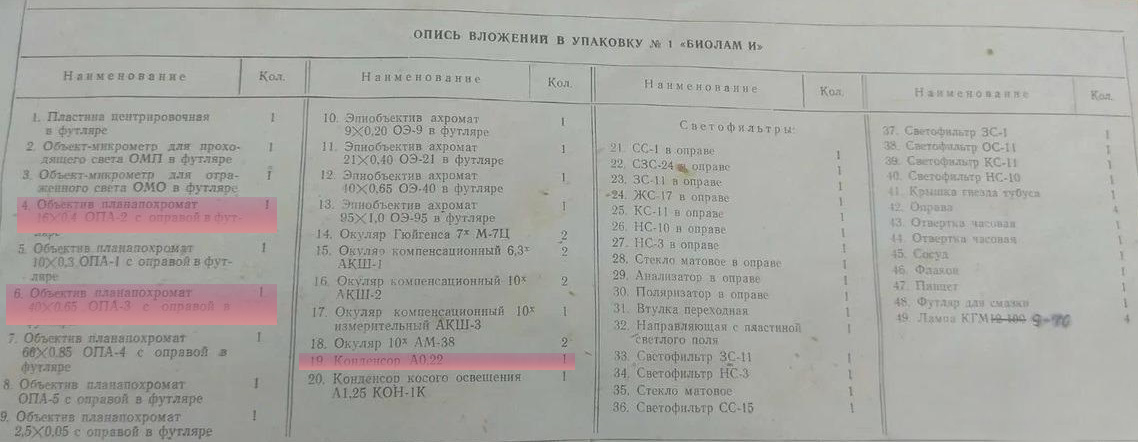 ОПИСЬ ВЛОЖЕНИЙ В УПАКОВКУ № 1 «БИОЛАМ И»
Наименование Кол.
1. Пластина центрировочная 1
в футляре
2. Объект-микрометр для прохо- 1
дящего света ОМП в футляре
3. Объект-микрометр для отра- 1
женного света ОМО в футляре
4. Объектив планапохромат 1
16×0,4 ОПА-2 с оправой в фут-
ляре
5. Объектив планапохромат 1
10×0,3 ОПА-1 с оправой в фут-
ляре
6. Объектив планапохромат 1
40×0,65 ОПА-3 с оправой в
футляре
7. Объектив планапохромат 1
×0,85 ОПА-4 с оправой в
футляре
8. Объектив планапохромат 1
ОПА-5 с оправой в футляре
9. Объектив планапохромат 1
2,5×0,05 с оправой в футляре
Наименование Кол.
10. Эпиобъектив ахромат 1
9×0,20 ОЭ-9 в футляре
11. Эпиобъектив ахромат 1
21×0,40 ОЭ-21 в футляре
12. Эпиобъектив ахромат 1
40×0,65 ОЭ-40 в футляре
13. Эпиобъектив ахромат 1
95×1,0 ОЭ-95 в футляре
14. Окуляр Гюйгенса 7ˣ М-7Ц 2
15. Окуляр компенсационный 6,3ˣ 2
АКШ-1
16. Окуляр компенсационный 10ˣ 2
АКШ-2
17. Окуляр компенсационный 10ˣ 1
измерительный АКШ-3
18. Окуляр 10ˣ АМ-38 2
19. Конденсор А0,22 1
20. Конденсор косого освещения 1
А1,25 КОН-1К
Наименование Кол.
Светофильтры:
21. СС-1 в оправе 1
22. СЗС-24 в оправе 1
23. ЗС-11 в оправе 1
24. ЖС-17 в оправе 1
25. КС-11 в оправе 1
26. НС-10 в оправе 1
27. НС-3 в оправе 1
28. Стекло матовое в оправе 1
29. Анализатор в оправе 1
30. Поляризатор в оправе 1
31. Втулка переходная 1
32. Направляющая с пластиной 1
светлого поля
33. Светофильтр ЗС-11 1
34. Светофильтр НС-3 1
35. Стекло матовое 1
36. Светофильтр СС-15 1
Наименование Кол.
37. Светофильтр ЗС-1 1
38. Светофильтр ОС-11 1
39. Светофильтр КС-11 1
40. Светофильтр НС-10 1
41. Крышка гнезда тубуса 1
42. Оправа 4
43. Отвертка часовая 1
44. Отвертка часовая 1
45. Сосуд 1
46. Флакон 1
47. Пинцет 1
48. Футляр для смазки 1
49. Лампа КГМ12-100 9-70 4